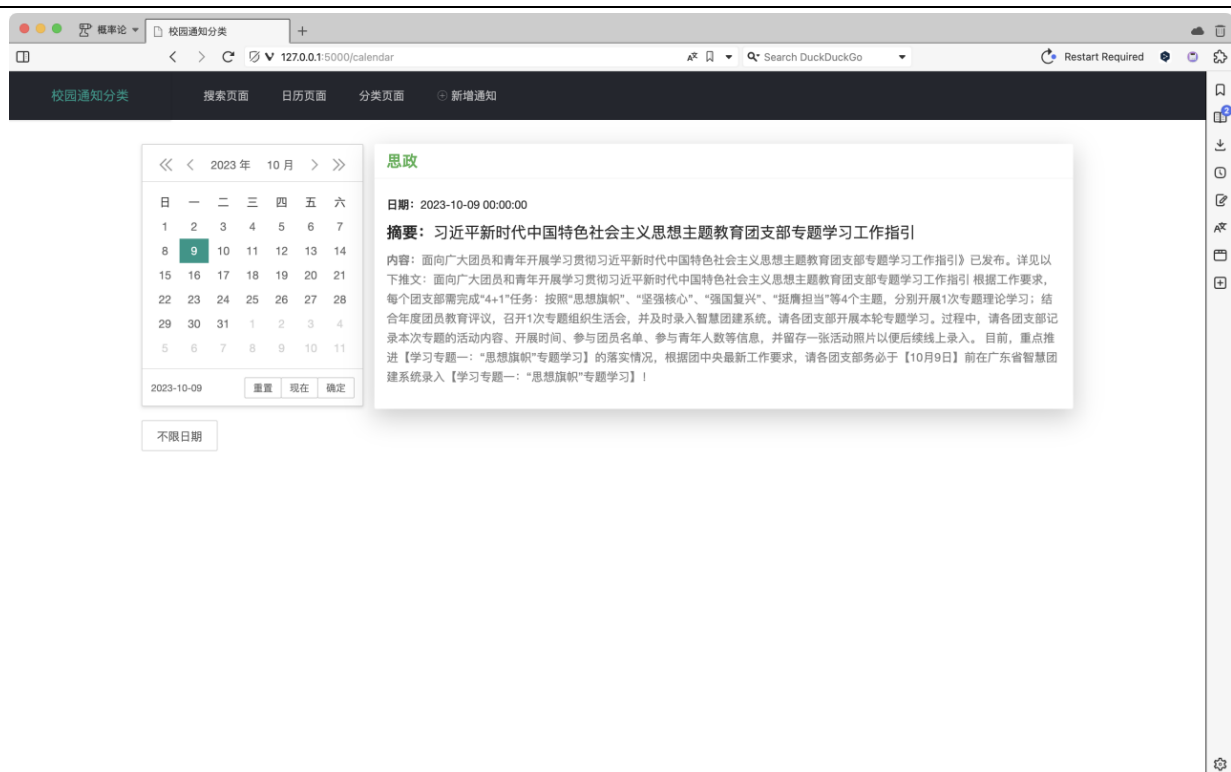 概率论
校园通知分类
127.0.0.1:5000/calendar
Search DuckDuckGo
Restart Required
校园通知分类 搜索页面 日历页面 分类页面 新增通知
2
2023 年 10 月
日 一 二 三 四 五 六
1 2 3 4 5 6 7
8 9 10 11 12 13 14
15 16 17 18 19 20 21
22 23 24 25 26 27 28
29 30 31 1 2 3 4
5 6 7 8 9 10 11
2023-10-09 重置 现在 确定
不限日期
思政
日期：2023-10-09 00:00:00
摘要：习近平新时代中国特色社会主义思想主题教育团支部专题学习工作指引
内容：面向广大团员和青年开展学习贯彻习近平新时代中国特色社会主义思想主题教育团支部专题学习工作指引》已发布。详见以
下推文：面向广大团员和青年开展学习贯彻习近平新时代中国特色社会主义思想主题教育团支部专题学习工作指引 根据工作要求，
每个团支部需完成“4+1”任务：按照“思想旗帜”、“坚强核心”、“强国复兴”、“挺膺担当”等4个主题，分别开展1次专题理论学习；结
合年度团员教育评议，召开1次专题组织生活会，并及时录入智慧团建系统。请各团支部开展本轮专题学习。过程中，请各团支部记
录本次专题的活动内容、开展时间、参与团员名单、参与青年人数等信息，并留存一张活动照片以便后续线上录入。 目前，重点推
进【学习专题一：“思想旗帜”专题学习】的落实情况，根据团中央最新工作要求，请各团支部务必于【10月9日】前在广东省智慧团
建系统录入【学习专题一：“思想旗帜”专题学习】！